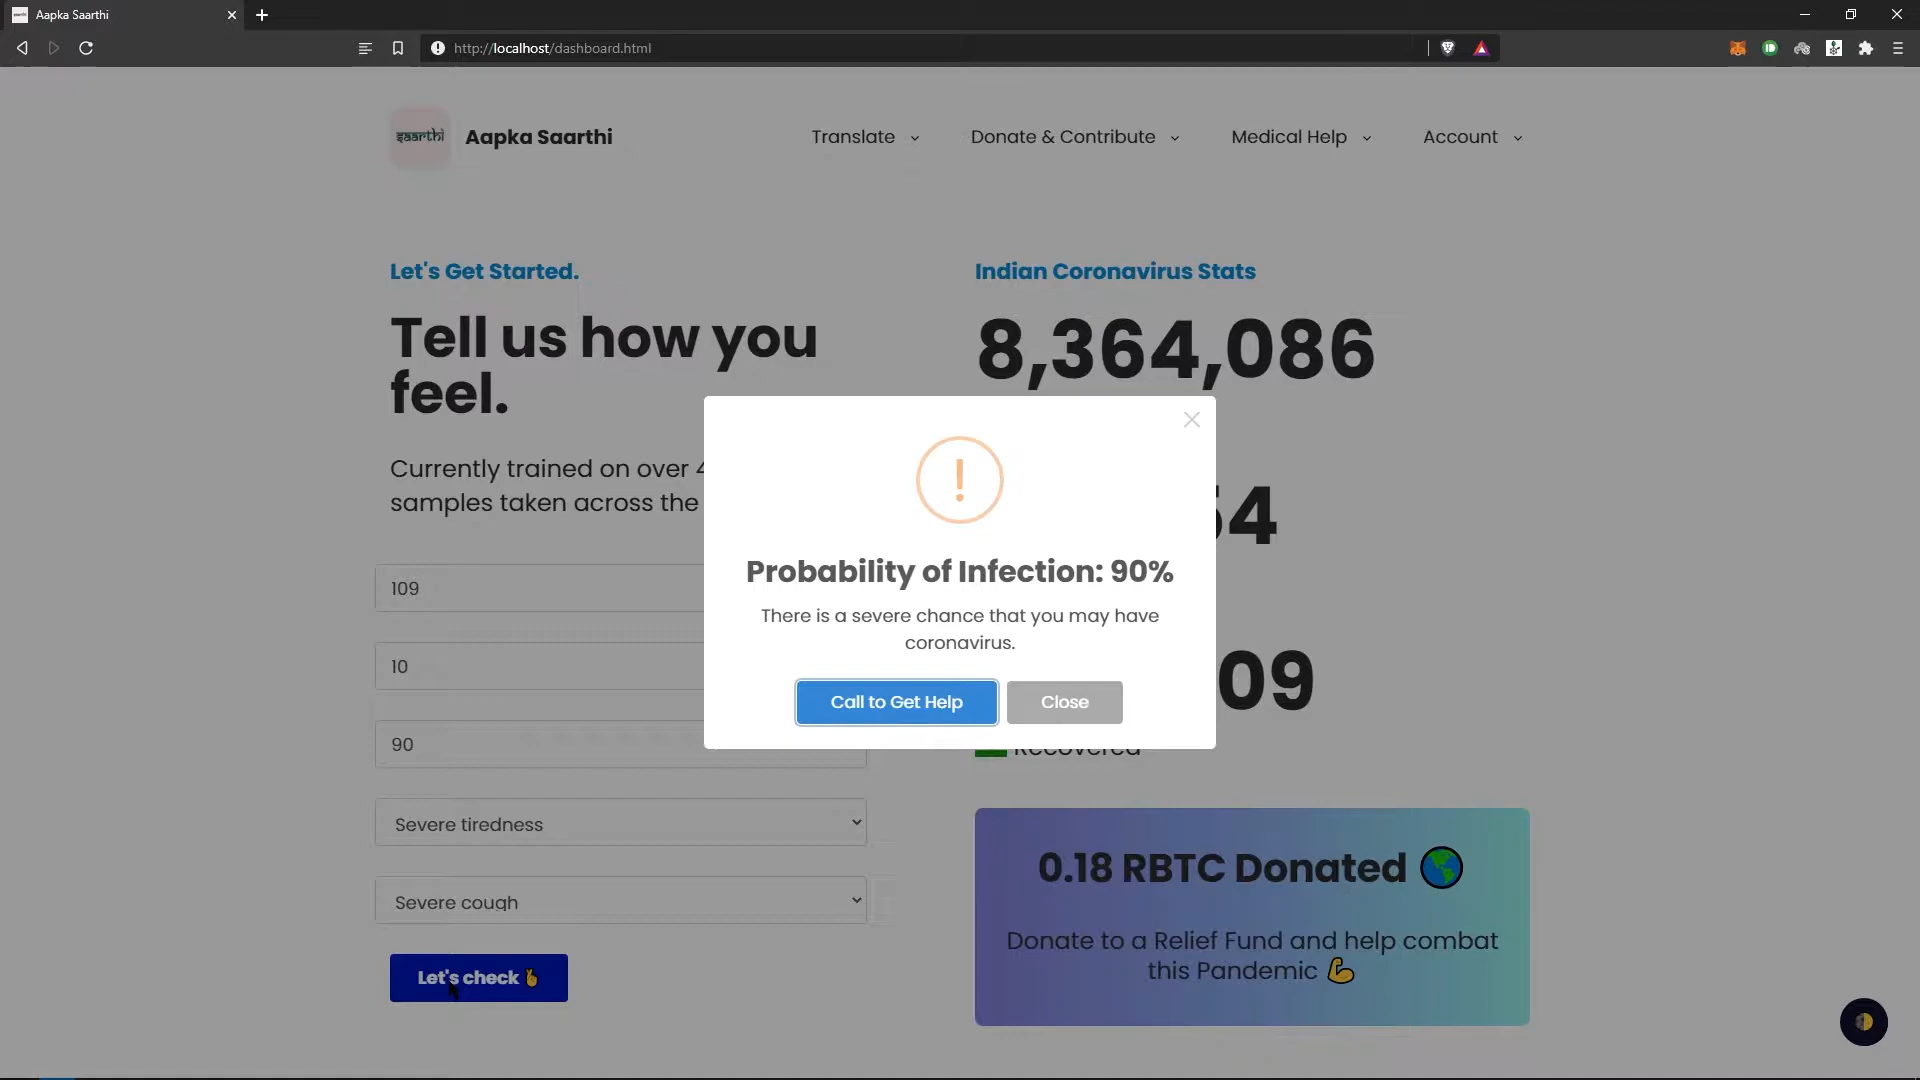 Aapka Saarthi
http://localhost/dashboard.html
saarthi
Aapka Saarthi
Translate
Donate & Contribute
Medical Help
Account
Let's Get Started.
Tell us how you
feel.
Currently trained on over
samples taken across the
109
10
90
Severe tiredness
Severe cough
Let's check
Indian Coronavirus Stats
8,364,086
54
09
Recovered
Probability of Infection: 90%
There is a severe chance that you may have
coronavirus.
Call to Get Help
Close
0.18 RBTC Donated
Donate to a Relief Fund and help combat
this Pandemic